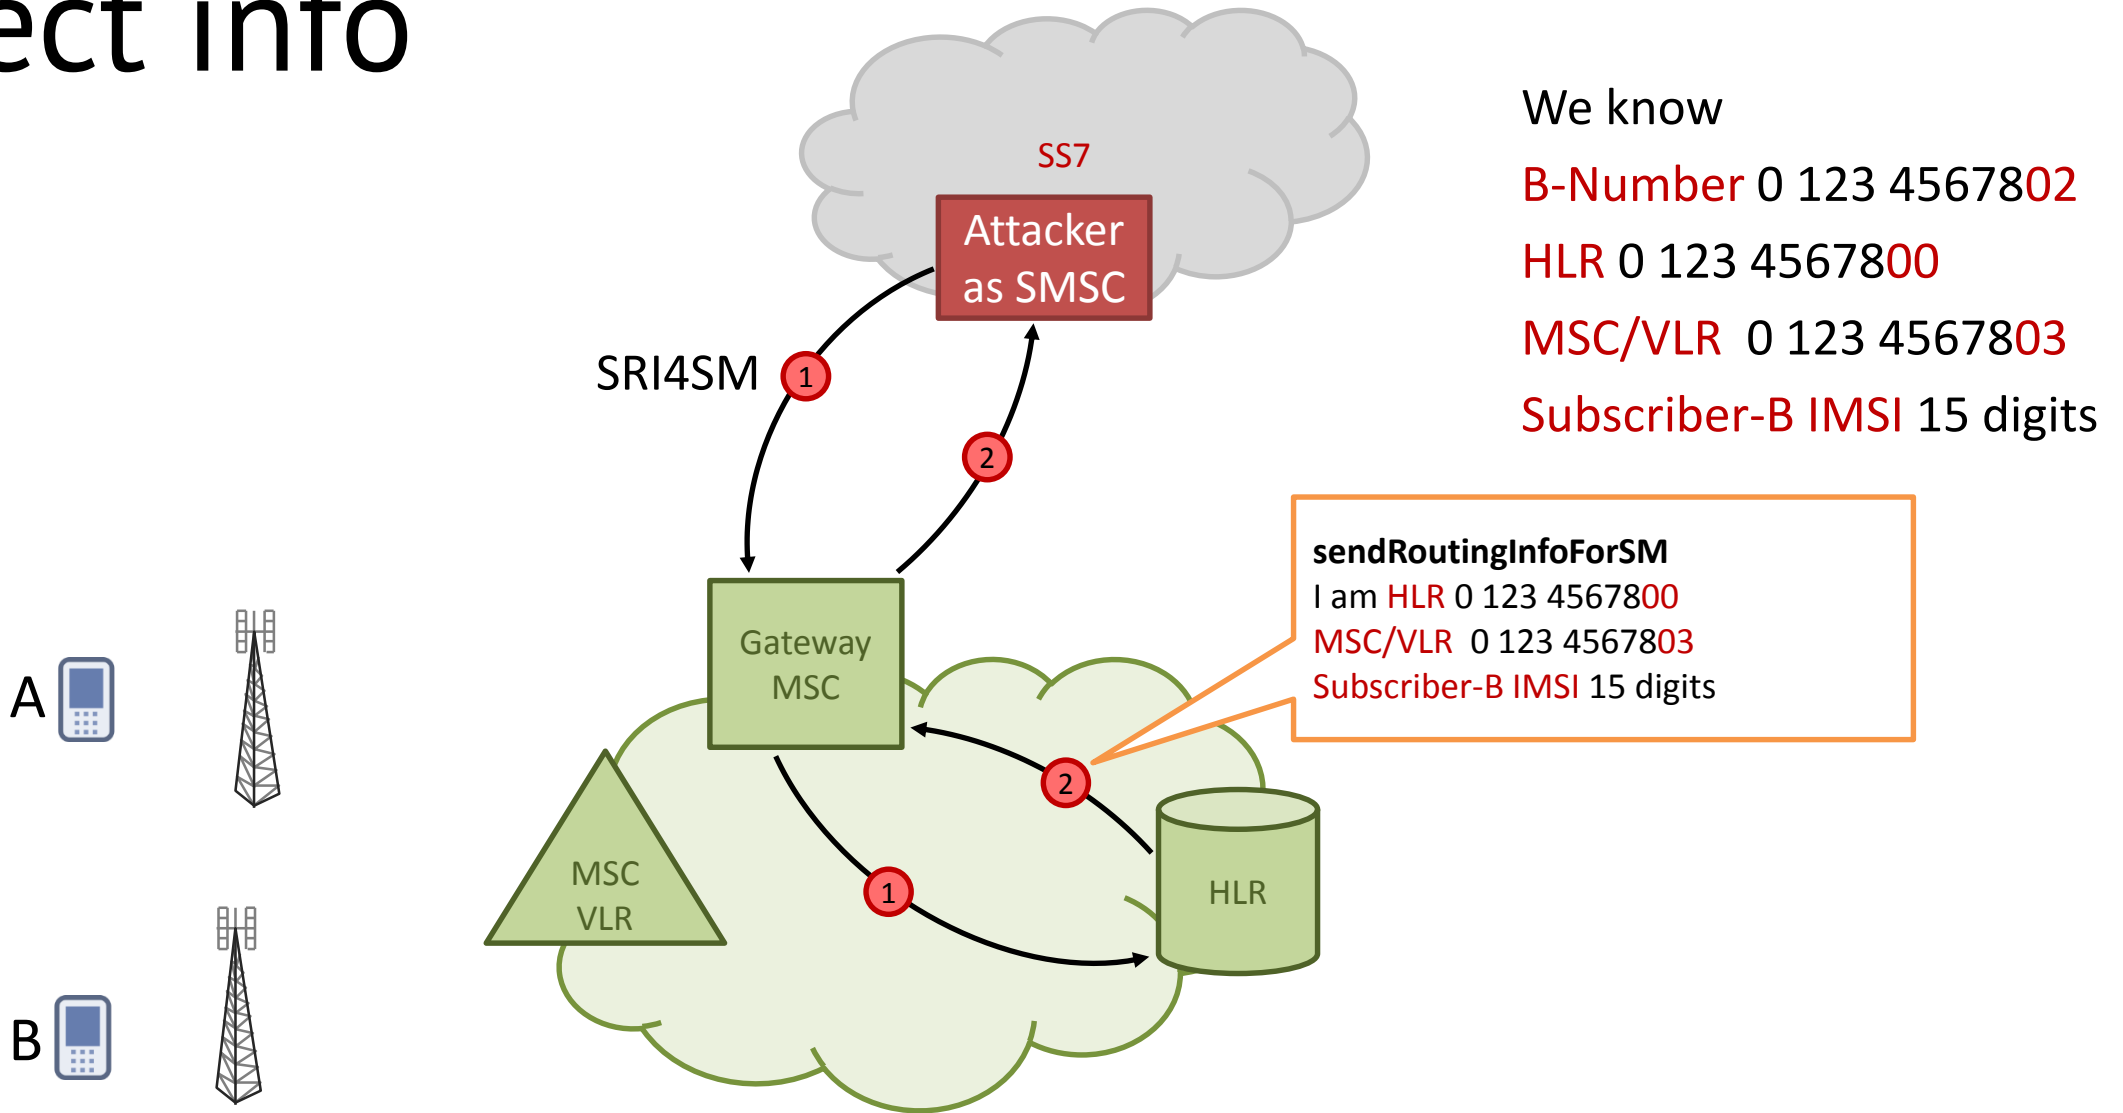 ect info
SS7
Attacker
as SMSC
We know
B-Number 0 123 4567802
HLR 0 123 4567800
MSC/VLR 0 123 4567803
Subscriber-B IMSI 15 digits
SRI4SM
1
2
sendRoutingInfoForSM
I am HLR 0 123 4567800
MSC/VLR 0 123 4567803
Subscriber-B IMSI 15 digits
Gateway
MSC
A
2
MSC
VLR
1
HLR
B